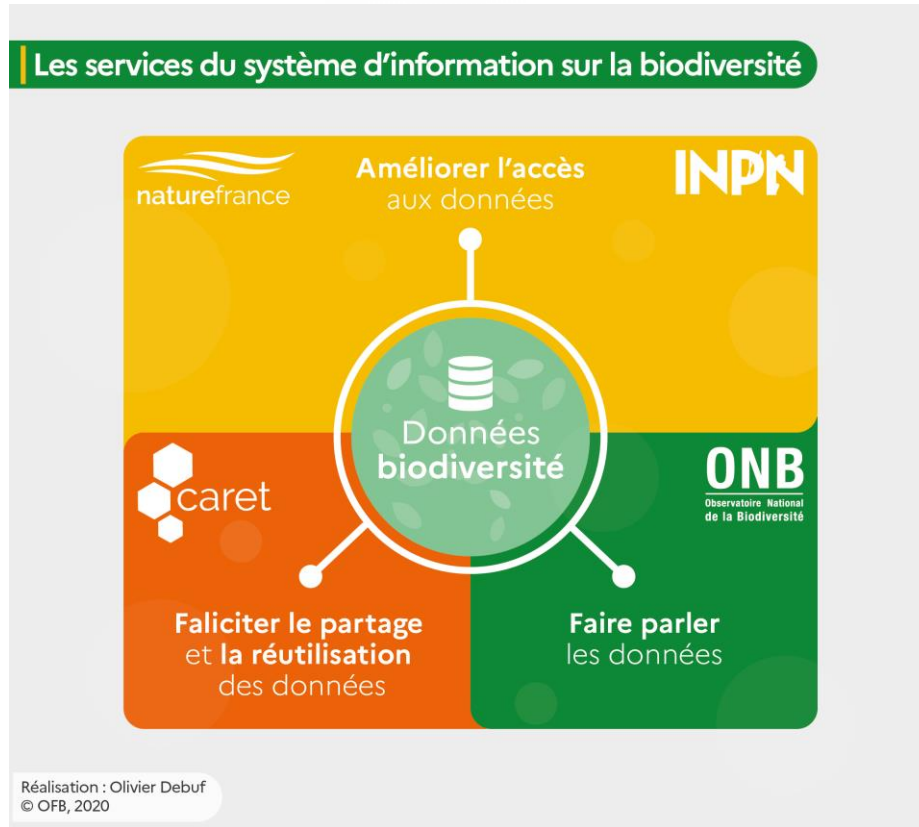 Les services du système d'information sur la biodiversité
naturefrance
Améliorer l'accès
aux données
INPN
Données
biodiversité
caret
ONB
Observatoire National
de la Biodiversité
Faliciter le partage
et la réutilisation
des données
Faire parler
les données
Réalisation : Olivier Debuf
© OFB, 2020